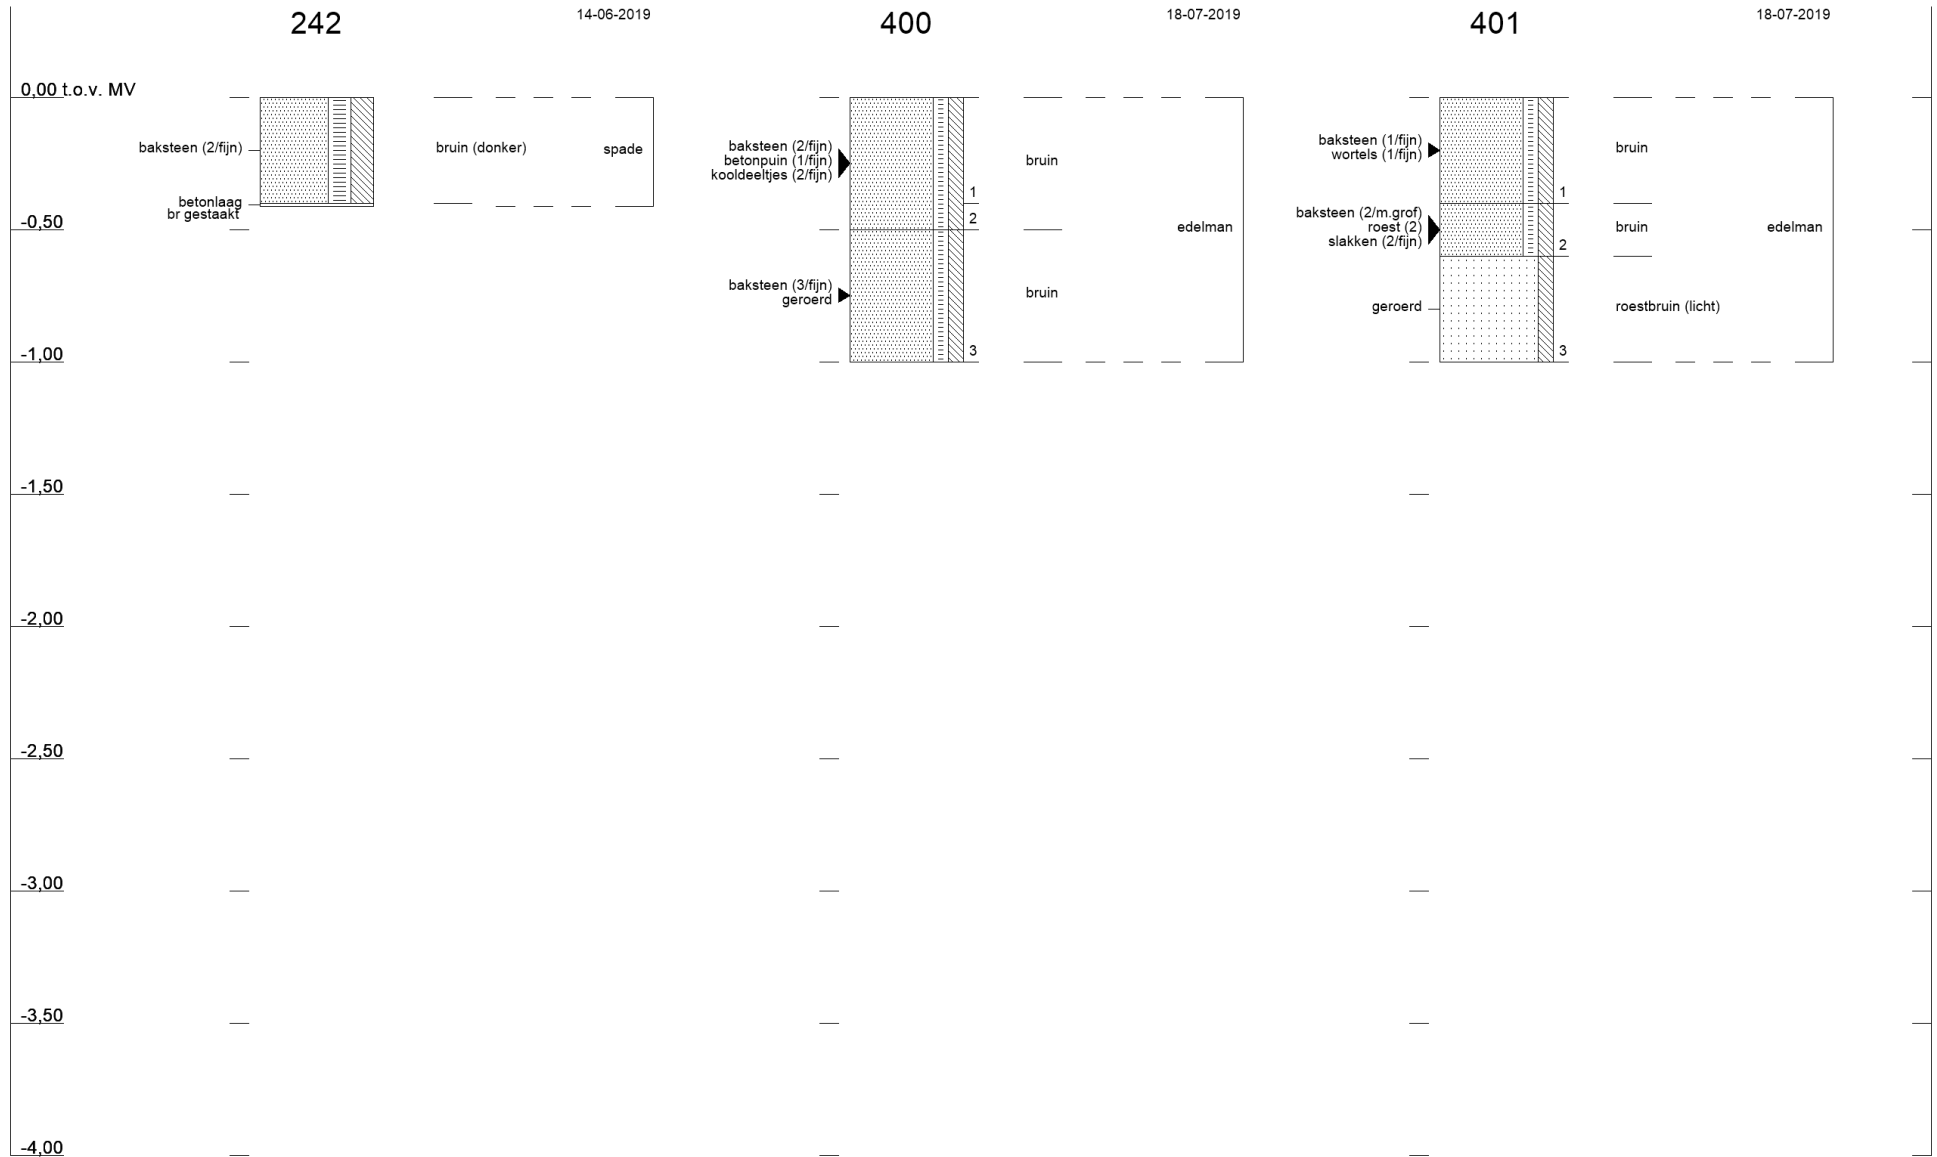 242
14-06-2019
400
18-07-2019
401
18-07-2019
0,00 t.o.v. MV
-0,50
-1,00
-1,50
-2,00
-2,50
-3,00
-3,50
-4,00
baksteen (2/fijn)
betonlaag
br gestaakt
bruin (donker)
spade
baksteen (2/fijn)
betonpuin (1/fijn)
kooldeeltjes (2/fijn)
baksteen (3/fijn)
geroerd
1
2
3
bruin
bruin
edelman
baksteen (1/fijn)
wortels (1/fijn)
baksteen (2/m.grof)
roest (2)
slakken (2/fijn)
geroerd
1
2
3
bruin
bruin
roestbruin (licht)
edelman